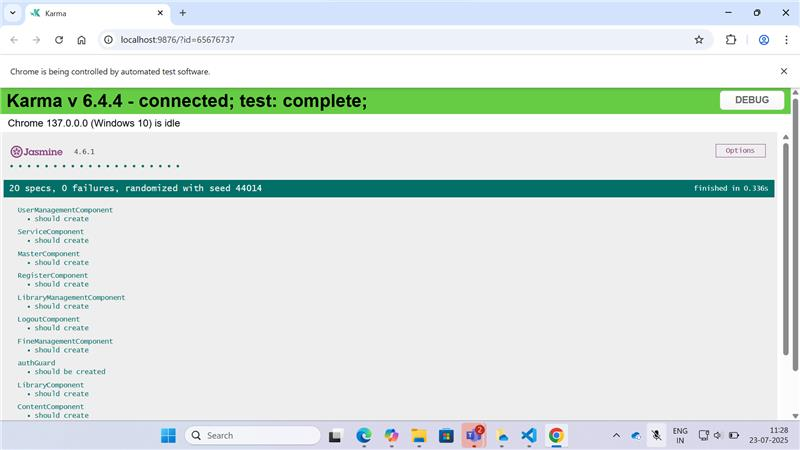 Karma
localhost:9876/?id=65676737
Chrome is being controlled by automated test software.
Karma v 6.4.4 - connected; test: complete;
DEBUG
Chrome 137.0.0.0 (Windows 10) is idle
Jasmine 4.6.1
Options
20 specs, 0 failures, randomized with seed 44014
finished in 0.336s
UserManagementComponent
• should create
ServiceComponent
• should create
MasterComponent
• should create
RegisterComponent
• should create
LibraryManagementComponent
• should create
LogoutComponent
• should create
FineManagementComponent
• should create
authGuard
• should be created
LibraryComponent
• should create
ContentComponent
• should create
Search
2
ENG
IN
11:28
23-07-2025